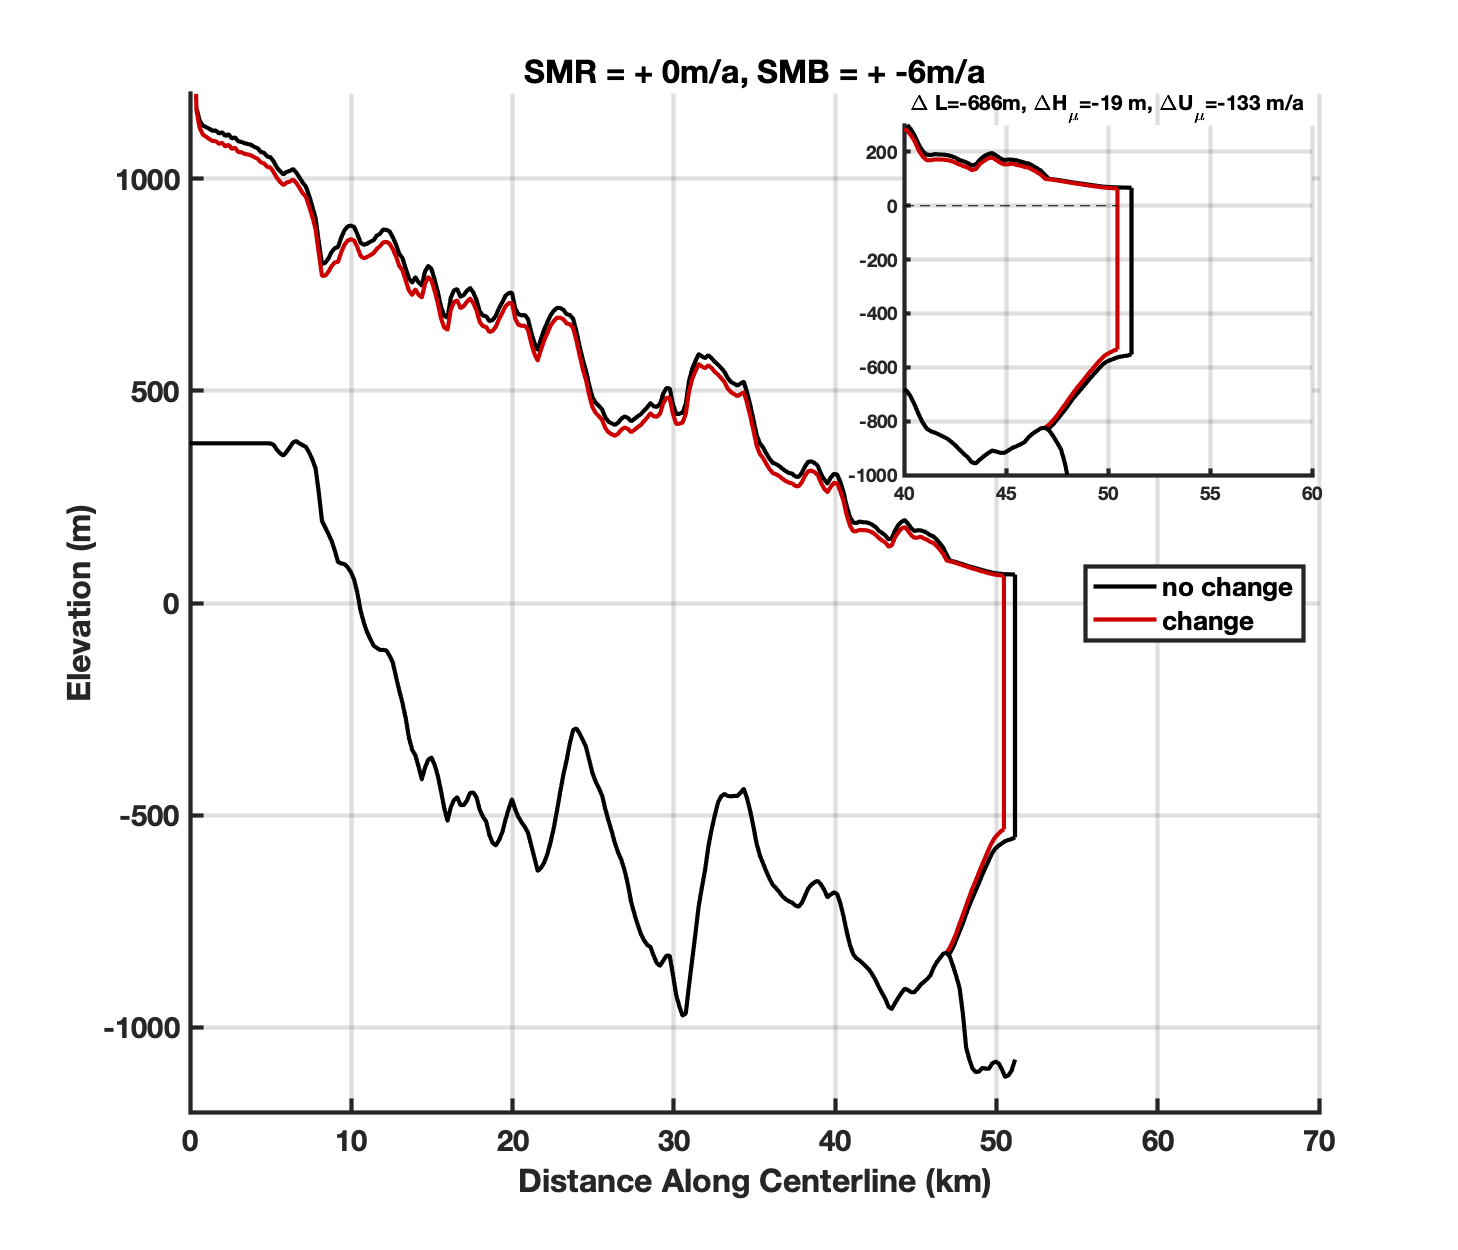 SMR = + 0m/a, SMB = + -6m/a
Δ L=-686m, ΔHμ=-19 m, ΔUμ=-133 m/a
200
0
-200
-400
-600
-800
-1000
40 45 50 55 60
1000
500
0
-500
-1000
Elevation (m)
no change
change
0 10 20 30 40 50 60 70
Distance Along Centerline (km)